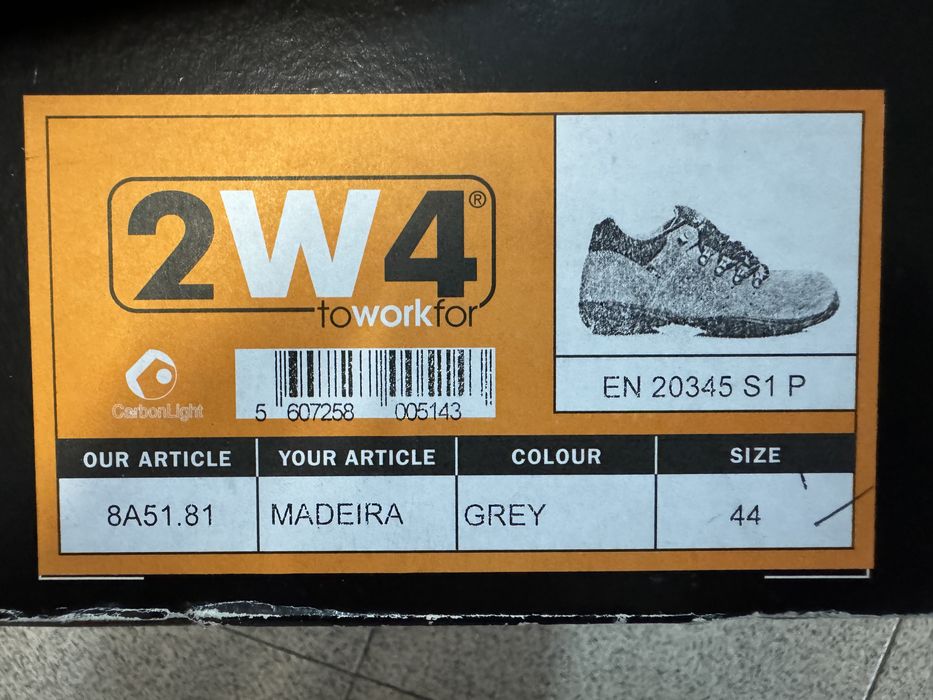 2W4®
toworkfor
CarbonLight
5 607258 005143
EN 20345 S1 P
OUR ARTICLE YOUR ARTICLE COLOUR SIZE
8A51.81 MADEIRA GREY 44